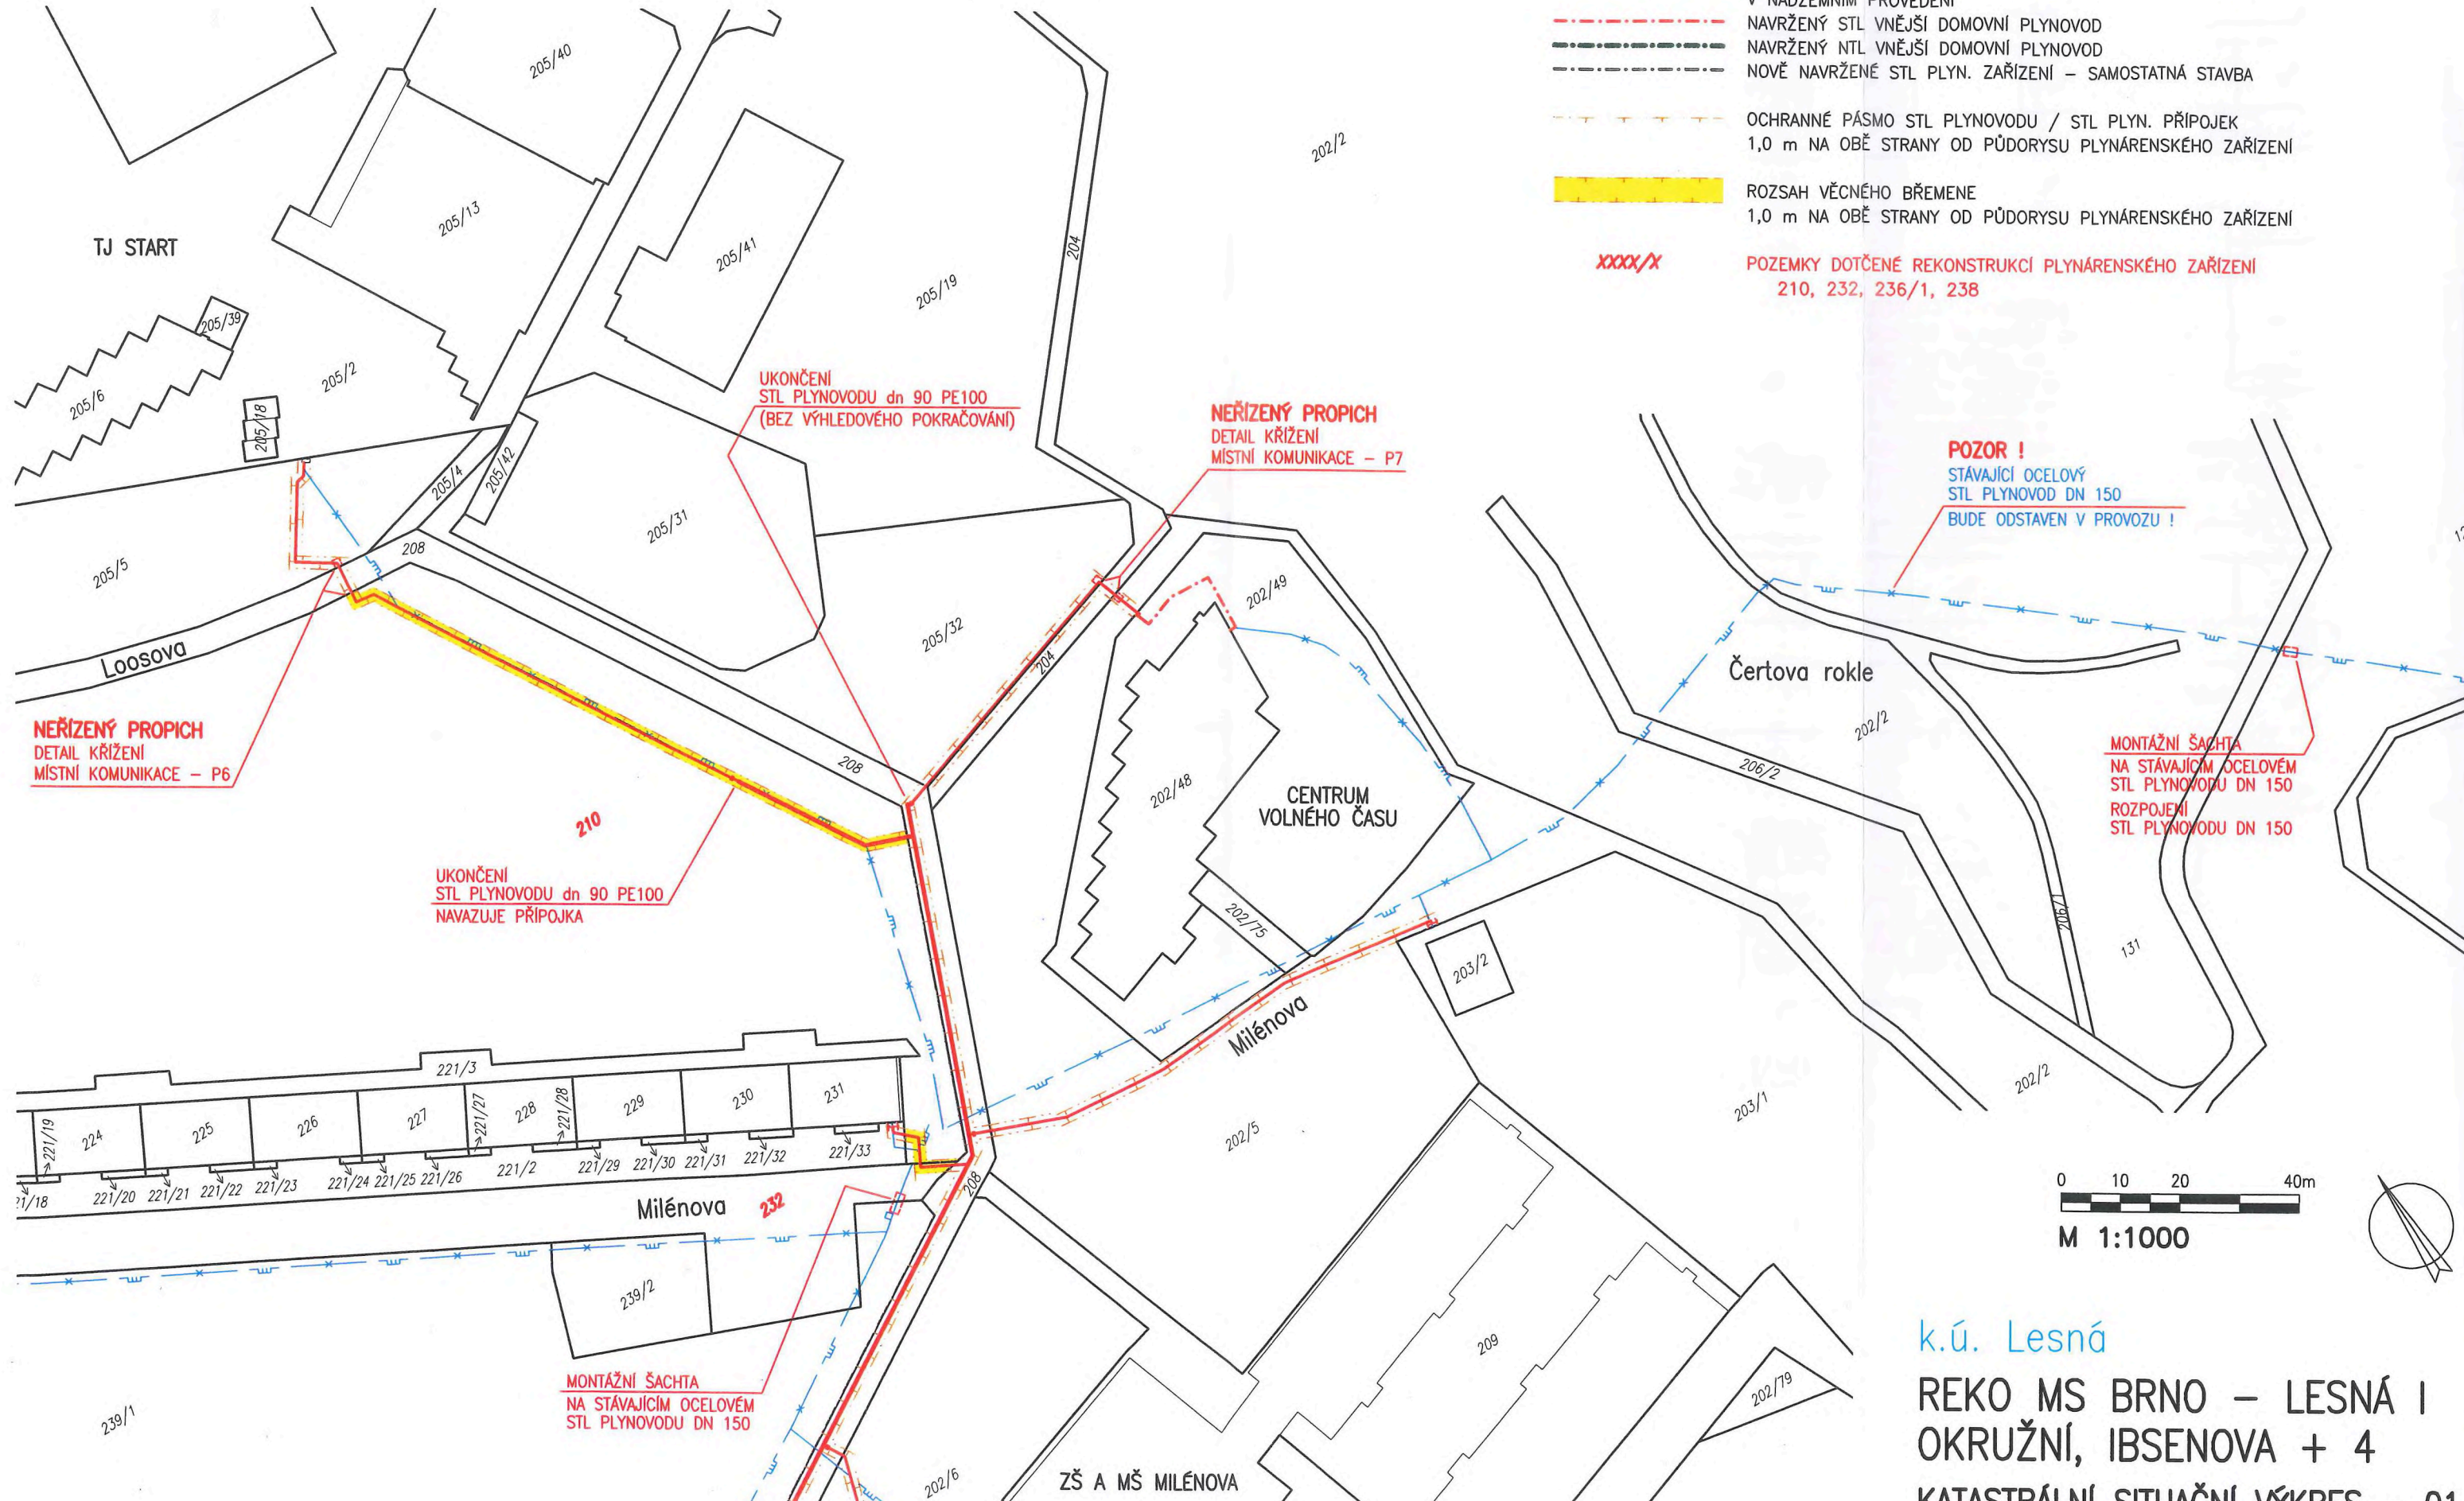 V NADZEMNÍM PROVEDENÍ
NAVRŽENÝ STL VNĚJŠÍ DOMOVNÍ PLYNOVOD
NAVRŽENÝ NTL VNĚJŠÍ DOMOVNÍ PLYNOVOD
NOVĚ NAVRŽENÉ STL PLYN. ZAŘÍZENÍ – SAMOSTATNÁ STAVBA
OCHRANNÉ PÁSMO STL PLYNOVODU / STL PLYN. PŘÍPOJEK
1,0 m NA OBĚ STRANY OD PŮDORYSU PLYNÁRENSKÉHO ZAŘÍZENÍ
ROZSAH VĚCNÉHO BŘEMENE
1,0 m NA OBĚ STRANY OD PŮDORYSU PLYNÁRENSKÉHO ZAŘÍZENÍ
XXXX/X
POZEMKY DOTČENÉ REKONSTRUKCÍ PLYNÁRENSKÉHO ZAŘÍZENÍ
210, 232, 236/1, 238
205/40
202/2
205/13
205/41
204
TJ START
205/19
205/39
205/2
205/6
205/18
UKONČENÍ
STL PLYNOVODU dn 90 PE100
(BEZ VÝHLEDOVÉHO POKRAČOVÁNÍ)
NEŘÍZENÝ PROPICH
DETAIL KŘÍŽENÍ
MÍSTNÍ KOMUNIKACE – P7
POZOR !
STÁVAJÍCÍ OCELOVÝ
STL PLYNOVOD DN 150
BUDE ODSTAVEN V PROVOZU !
205/4
205/42
205/31
208
205/5
202/49
205/32
204
Loosova
Čertova rokle
202/2
NEŘÍZENÝ PROPICH
DETAIL KŘÍŽENÍ
MÍSTNÍ KOMUNIKACE – P6
208
206/2
MONTÁŽNÍ ŠACHTA
NA STÁVAJÍCÍM OCELOVÉM
STL PLYNOVODU DN 150
ROZPOJENÍ
STL PLYNOVODU DN 150
202/48
CENTRUM
VOLNÉHO ČASU
210
UKONČENÍ
STL PLYNOVODU dn 90 PE100
NAVAZUJE PŘÍPOJKA
202/75
206/1
131
203/2
Milénova
221/3
224
225
226
227
228
229
230
231
221/19
221/27
221/28
202/5
203/1
202/2
21/18
221/20
221/21
221/22
221/23
221/24
221/25
221/26
221/2
221/29
221/30
221/31
221/32
221/33
Milénova
232
208
0 10 20 40m
M 1:1000
239/2
209
202/79
MONTÁŽNÍ ŠACHTA
NA STÁVAJÍCÍM OCELOVÉM
STL PLYNOVODU DN 150
239/1
202/6
ZŠ A MŠ MILÉNOVA
k.ú. Lesná
REKO MS BRNO – LESNÁ I
OKRUŽNÍ, IBSENOVA + 4
KATASTRÁLNÍ SITUAČNÍ VÝKRES